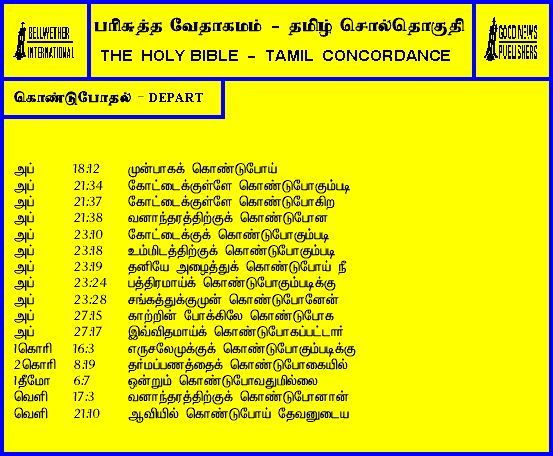 BELLWETHER
INTERNATIONAL
பரிசுத்த வேதாகமம் - தமிழ் சொல்தொகுதி
THE HOLY BIBLE - TAMIL CONCORDANCE
GOOD NEWS
PUBLISHERS
கொண்டுபோதல் - DEPART
அப் 18:12 முன்பாகக் கொண்டுபோய்
அப் 21:34 கோட்டைக்குள்ளே கொண்டுபோகும்படி
அப் 21:37 கோட்டைக்குள்ளே கொண்டுபோகிற
அப் 21:38 வனாந்தரத்திற்குக் கொண்டுபோன
அப் 23:10 கோட்டைக்குக் கொண்டுபோகும்படி
அப் 23:18 உம்மிடத்திற்குக் கொண்டுபோகும்படி
அப் 23:19 தனியே அழைத்துக் கொண்டுபோய் நீ
அப் 23:24 பத்திரமாய்க் கொண்டுபோகும்படிக்கு
அப் 23:28 சங்கத்துக்குமுன் கொண்டுபோனேன்
அப் 27:15 காற்றின் போக்கிலே கொண்டுபோக
அப் 27:17 இவ்விதமாய்க் கொண்டுபோகப்பட்டார்
1கொரி 16:3 எருசலேமுக்குக் கொண்டுபோகும்படிக்கு
2கொரி 8:19 தர்மப்பணத்தைக் கொண்டுபோகையில்
1தீமோ 6:7 ஒன்றும் கொண்டுபோவதுமில்லை
வெளி 17:3 வனாந்தரத்திற்குக் கொண்டுபோனான்
வெளி 21:10 ஆவியில் கொண்டுபோய் தேவனுடைய